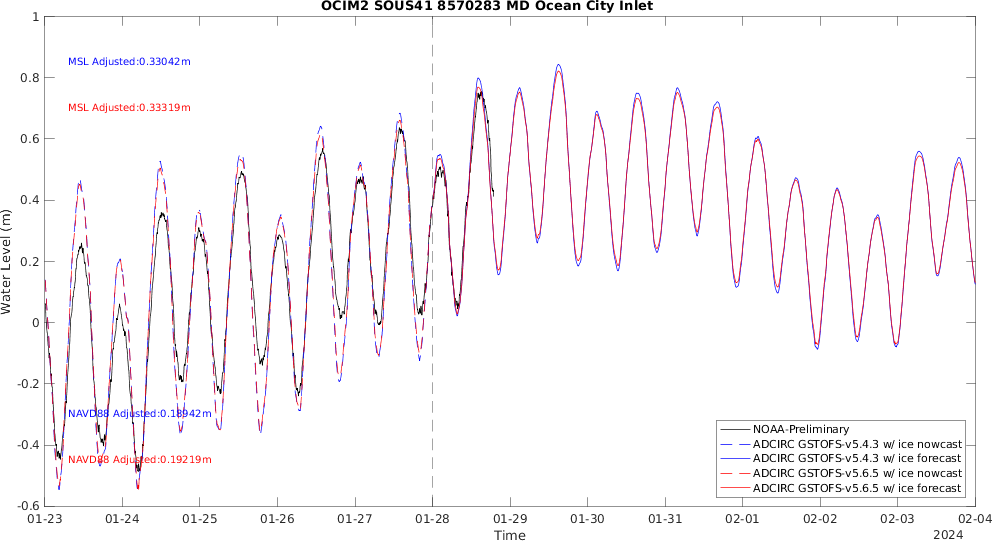 OCIM2 SOUS41 8570283 MD Ocean City Inlet
Water Level (m)
1
0.8
0.6
0.4
0.2
0
-0.2
-0.4
-0.6
MSL Adjusted:0.33042m
MSL Adjusted:0.33319m
NAVD88 Adjusted:0.18942m
NAVD88 Adjusted:0.19219m
NOAA-Preliminary
ADCIRC GSTOFS-v5.4.3 w/ ice nowcast
ADCIRC GSTOFS-v5.4.3 w/ ice forecast
ADCIRC GSTOFS-v5.6.5 w/ ice nowcast
ADCIRC GSTOFS-v5.6.5 w/ ice forecast
01-23 01-24 01-25 01-26 01-27 01-28 01-29 01-30 01-31 02-01 02-02 02-03 02-04
Time
2024